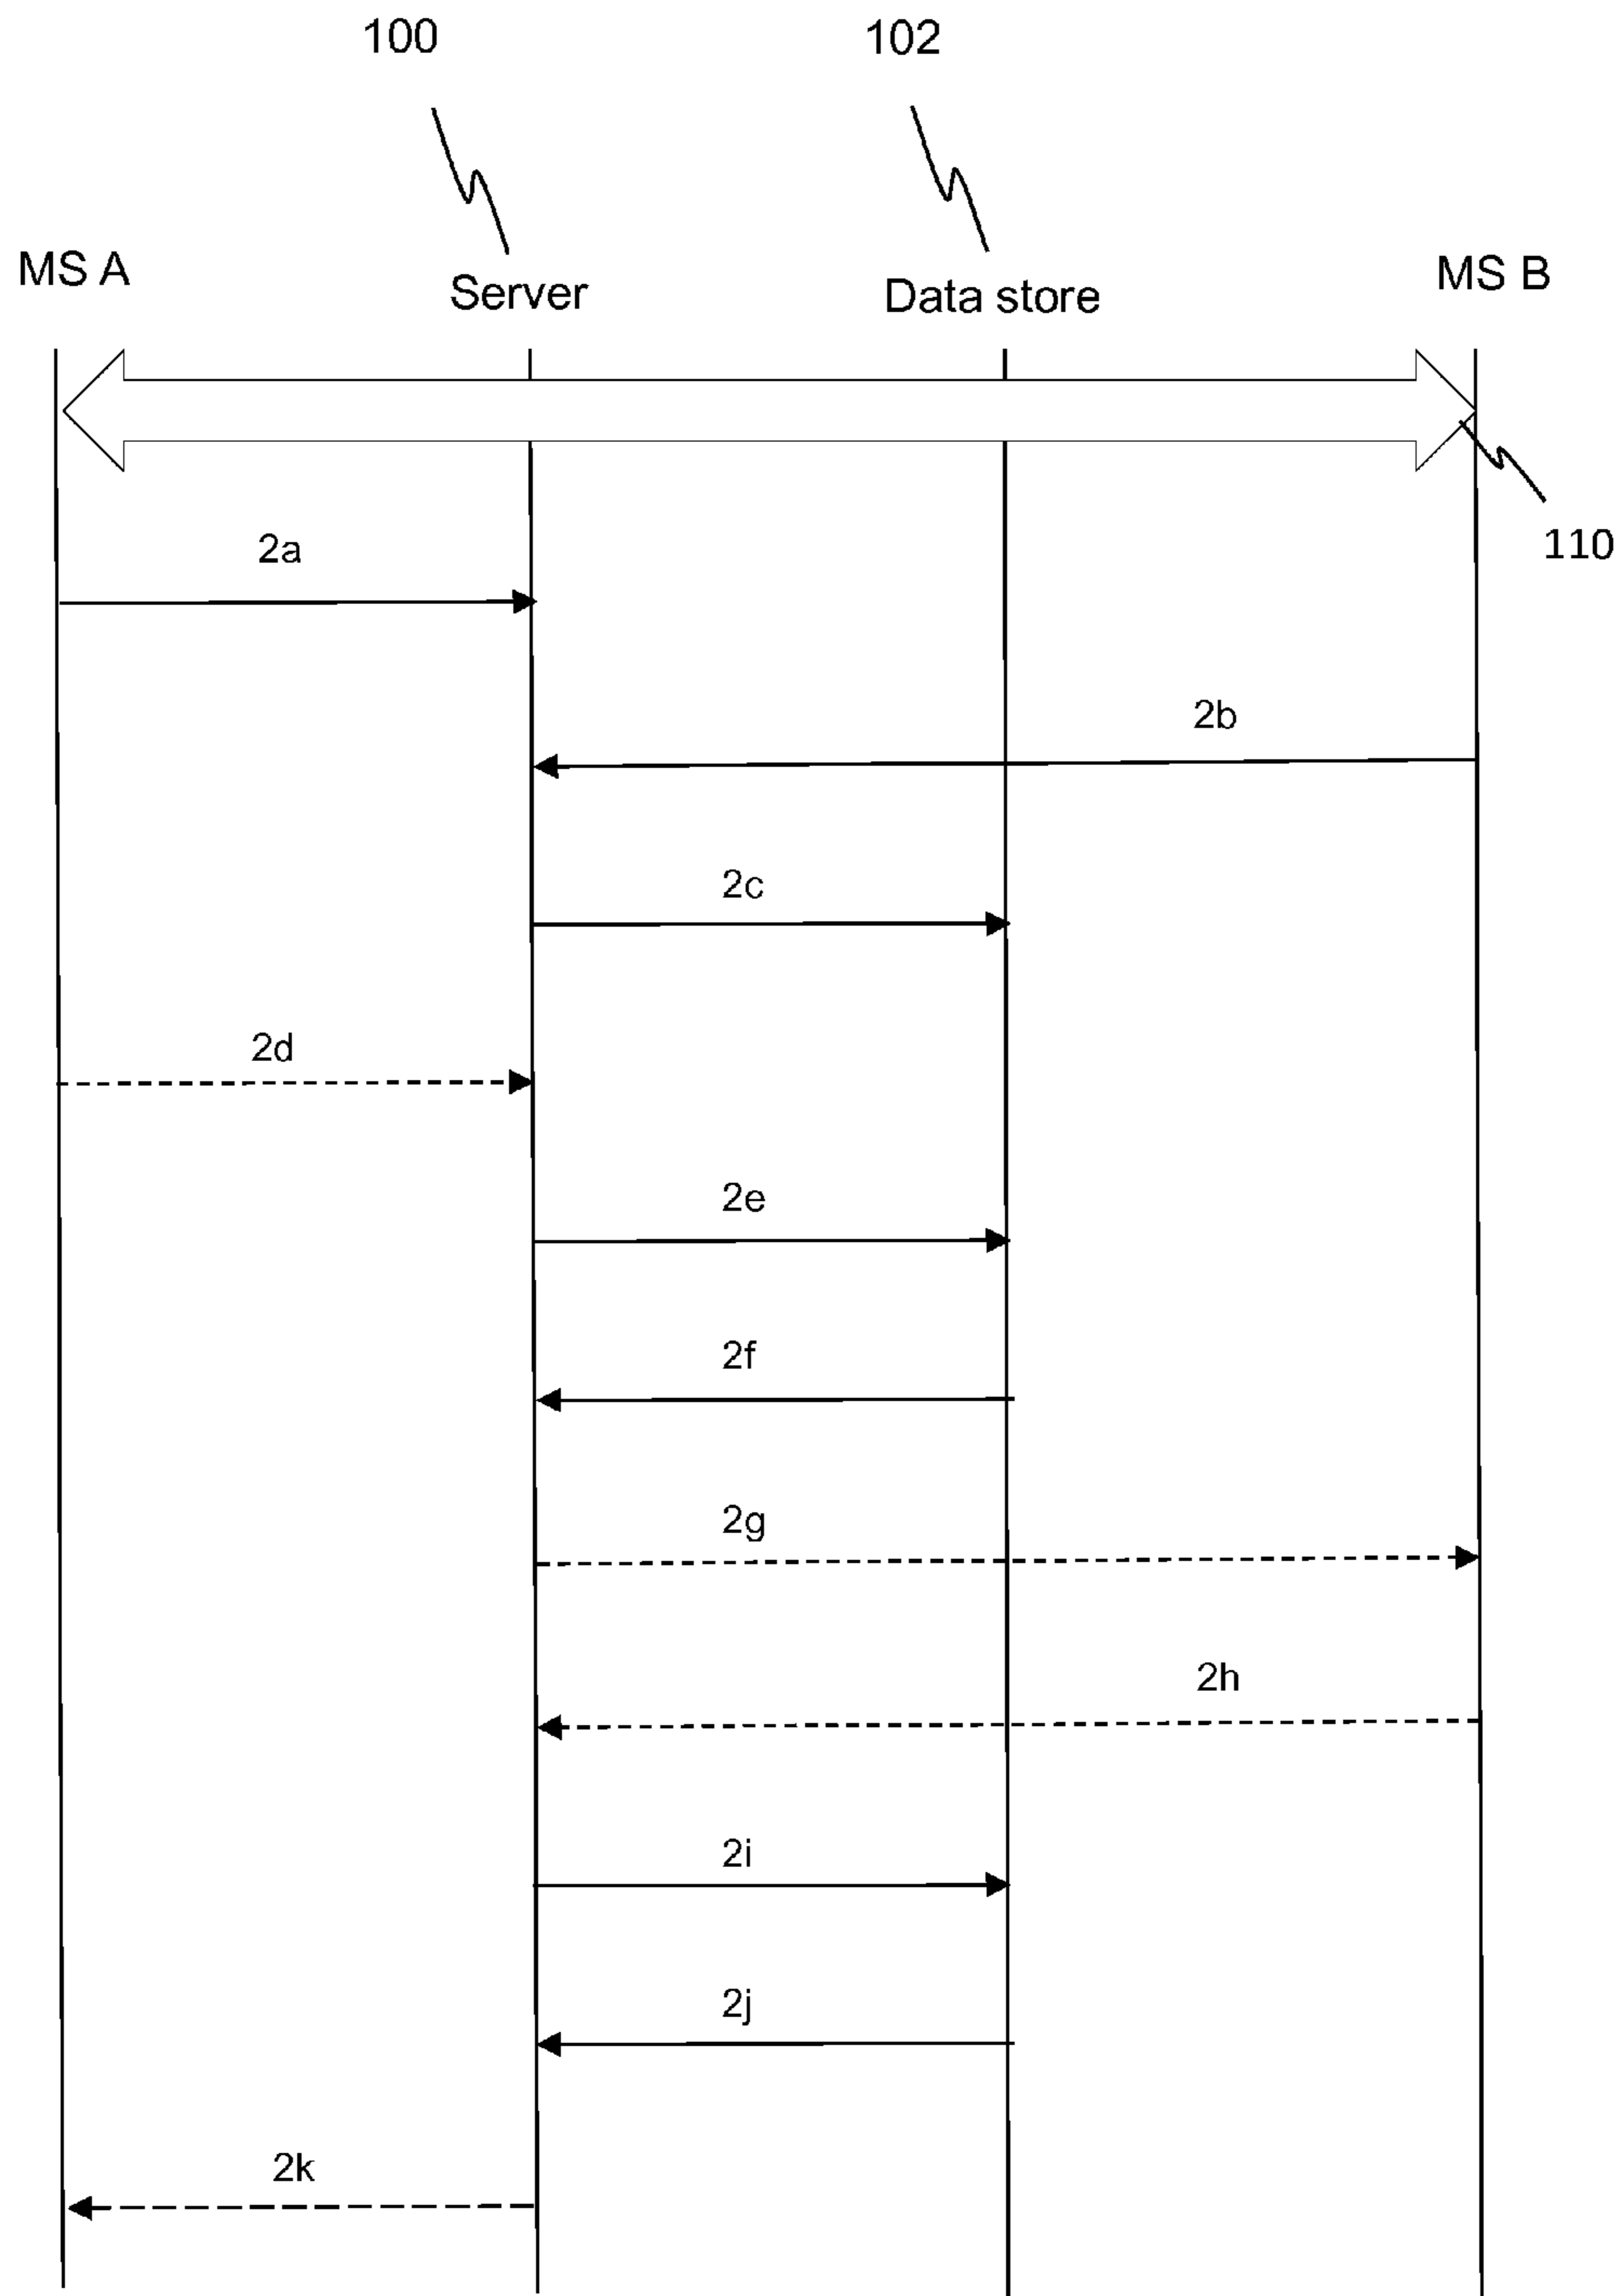 100
102
MS A
Server
Data store
MS B
110
2a
2b
2c
2d
2e
2f
2g
2h
2i
2j
2k